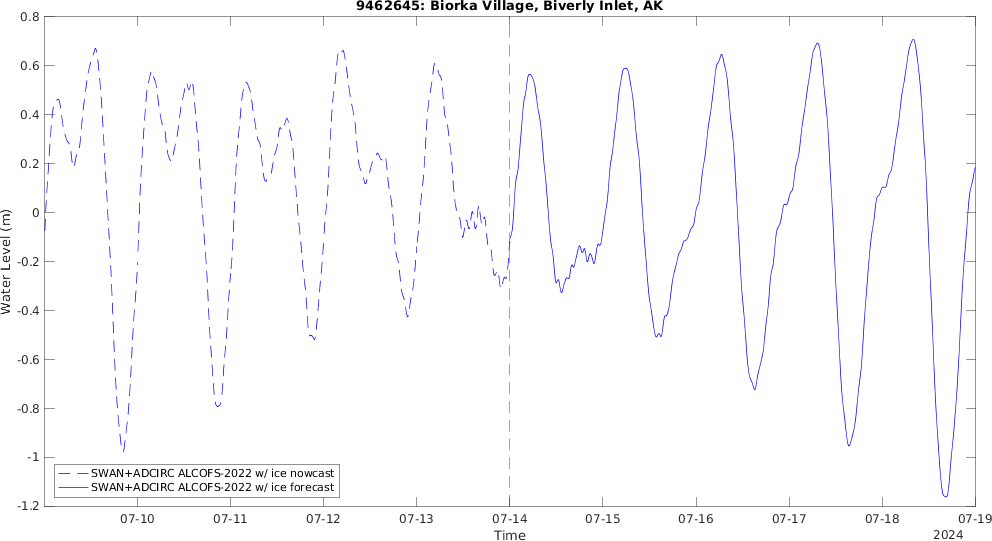 9462645: Biorka Village, Biverly Inlet, AK
0.8
0.6
0.4
0.2
0
-0.2
-0.4
-0.6
-0.8
-1
-1.2
Water Level (m)
SWAN+ADCIRC ALCOFS-2022 w/ ice nowcast
SWAN+ADCIRC ALCOFS-2022 w/ ice forecast
07-10 07-11 07-12 07-13 07-14 07-15 07-16 07-17 07-18 07-19
Time
2024